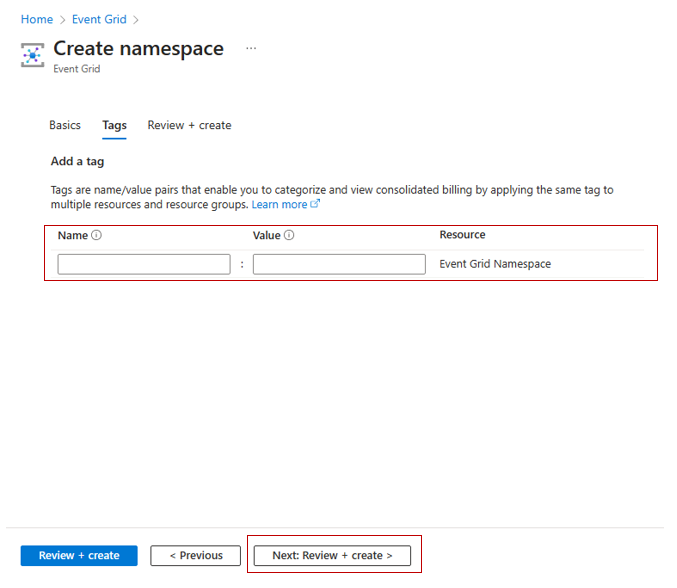 Home > Event Grid >
Create namespace ...
Event Grid
Basics Tags Review + create
Add a tag
Tags are name/value pairs that enable you to categorize and view consolidated billing by applying the same tag to
multiple resources and resource groups. Learn more
Name Value Resource
: Event Grid Namespace
Review + create < Previous Next: Review + create >